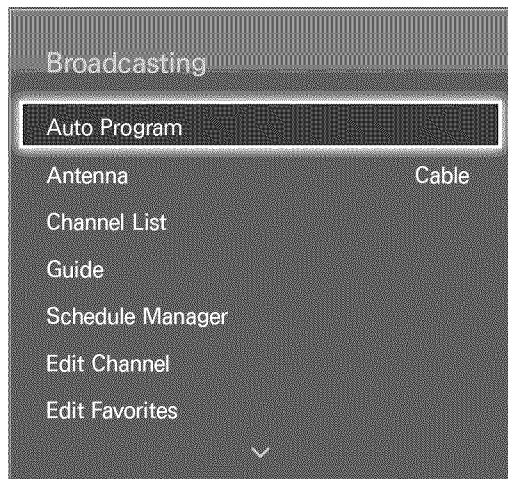 Broadcasting
Auto Program
Antenna Cable
Channel List
Guide
Schedule Manager
Edit Channel
Edit Favorites